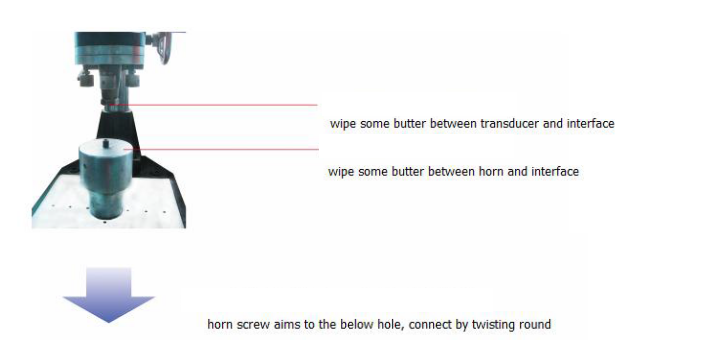 wipe some butter between transducer and interface
wipe some butter between horn and interface
horn screw aims to the below hole, connect by twisting round